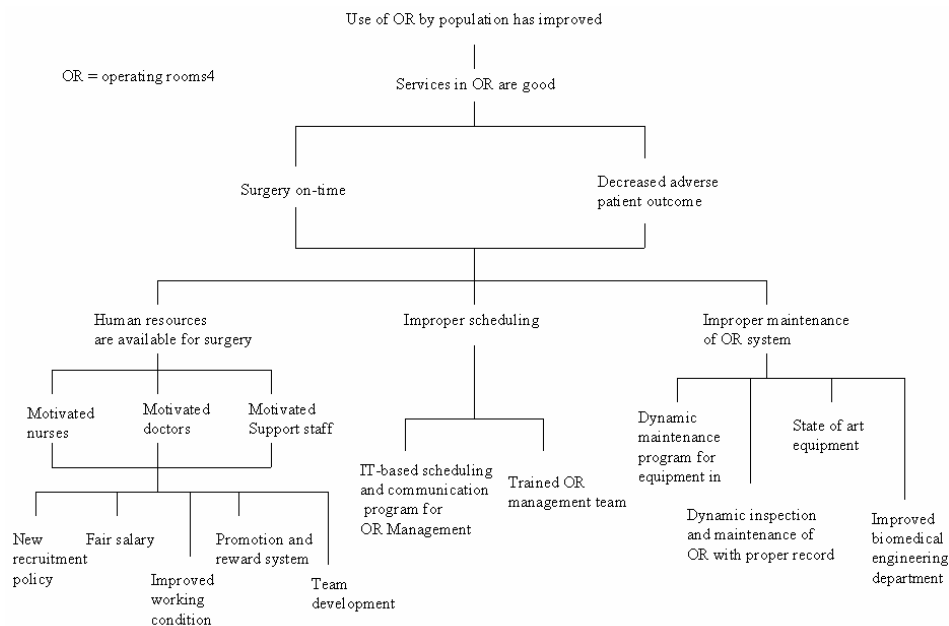 Use of OR by population has improved
OR = operating rooms4
Services in OR are good
Surgery on-time
Decreased adverse
patient outcome
Human resources
are available for surgery
Improper scheduling
Improper maintenance
of OR system
Motivated
nurses
Motivated
doctors
Motivated
Support staff
Dynamic
maintenance
program for
equipment in
State of art
equipment
IT-based scheduling
and communication
program for
OR Management
Trained OR
management team
Dynamic inspection
and maintenance of
OR with proper record
Improved
biomedical
engineering
department
New
recruitment
policy
Fair salary
Improved
working
condition
Promotion and
reward system
Team
development